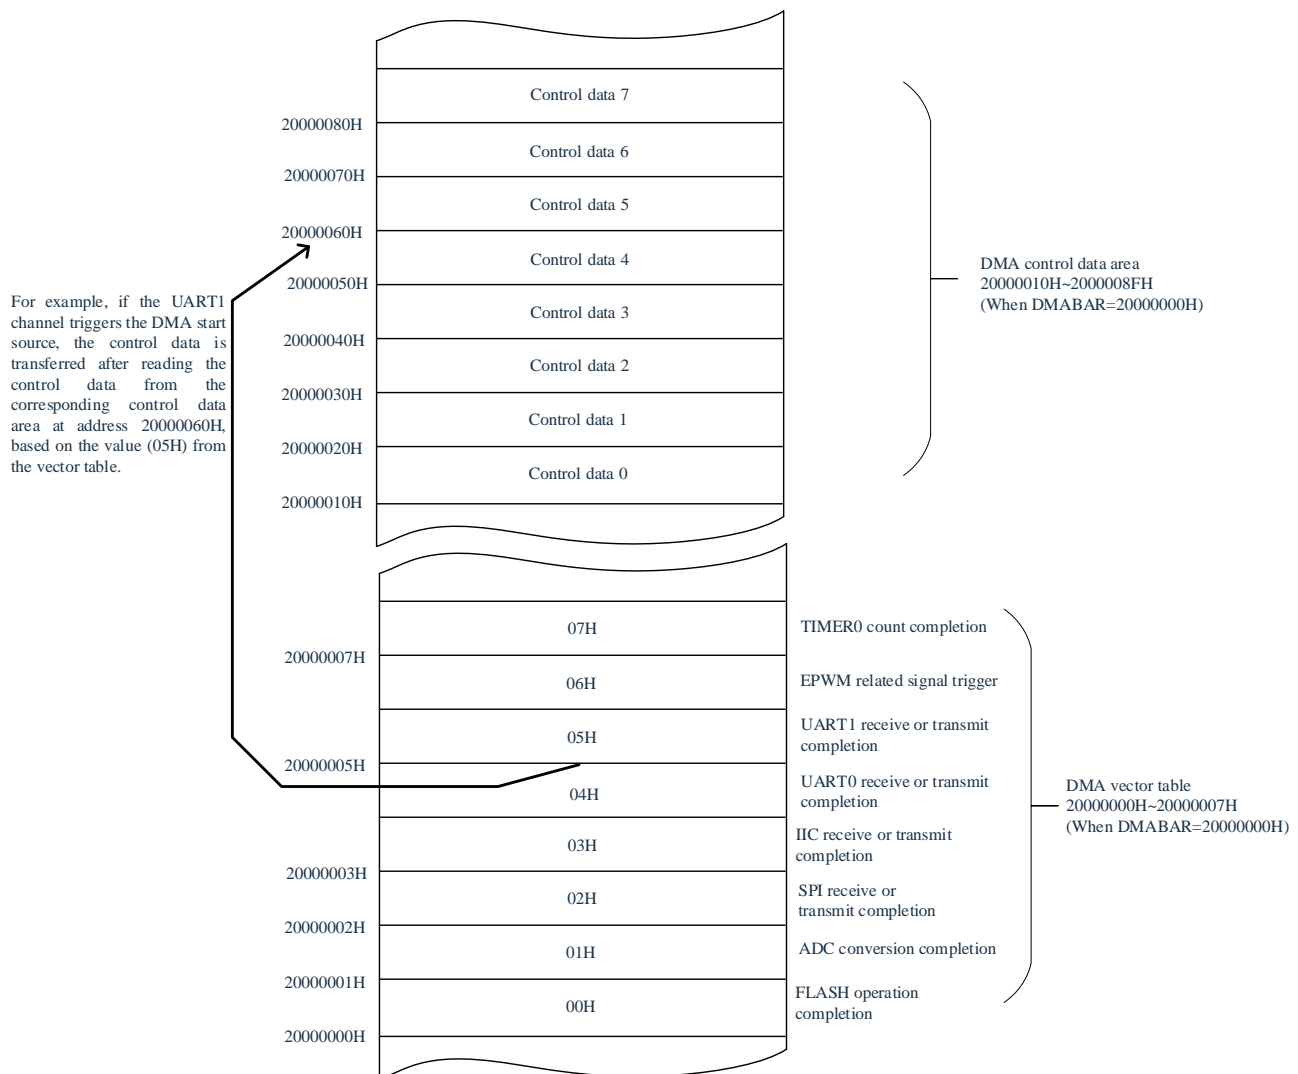 Control data 7
20000080H
Control data 6
20000070H
Control data 5
20000060H
Control data 4
20000050H
Control data 3
20000040H
Control data 2
20000030H
Control data 1
20000020H
Control data 0
20000010H
DMA control data area
20000010H~2000008FH
(When DMABAR=20000000H)
For example, if the UART1
channel triggers the DMA start
source, the control data is
transferred after reading the
control data from the
corresponding control data
area at address 20000060H,
based on the value (05H) from
the vector table.
07H
TIMER0 count completion
20000007H
06H
EPWM related signal trigger
05H
UART1 receive or transmit
completion
20000005H
04H
UART0 receive or transmit
completion
03H
IIC receive or transmit
completion
20000003H
02H
SPI receive or
transmit completion
20000002H
01H
ADC conversion completion
20000001H
00H
FLASH operation
completion
20000000H
DMA vector table
20000000H~20000007H
(When DMABAR=20000000H)